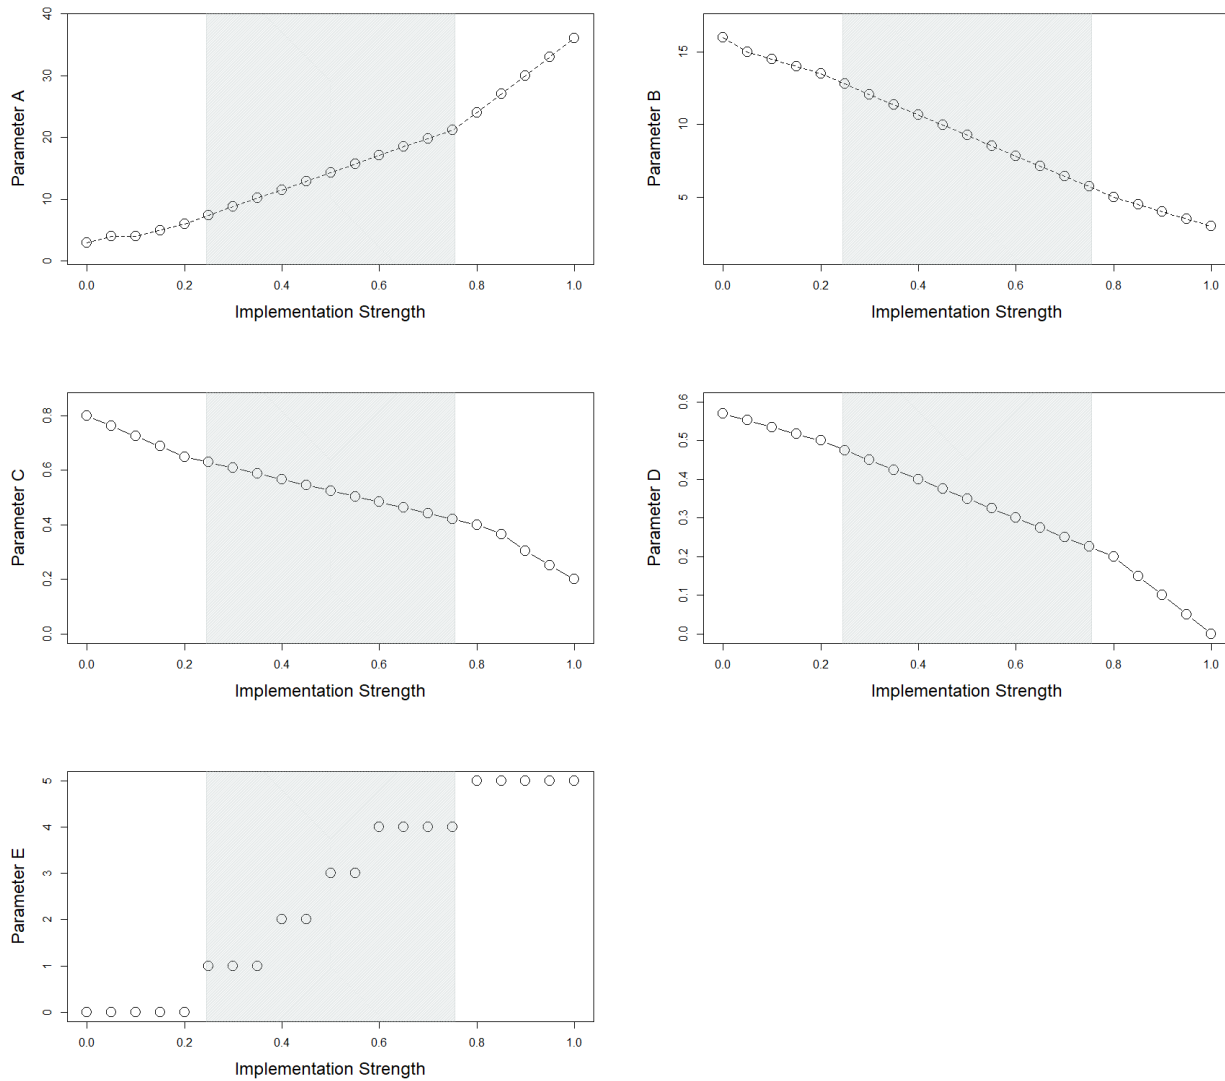 Parameter A
40
30
20
10
0
0.0 0.2 0.4 0.6 0.8 1.0
Implementation Strength
Parameter B
15
10
5
0.0 0.2 0.4 0.6 0.8 1.0
Implementation Strength
Parameter C
0.8
0.6
0.4
0.2
0.0
0.0 0.2 0.4 0.6 0.8 1.0
Implementation Strength
Parameter D
0.6
0.5
0.4
0.3
0.2
0.1
0.0
0.0 0.2 0.4 0.6 0.8 1.0
Implementation Strength
Parameter E
5
4
3
2
1
0
0.0 0.2 0.4 0.6 0.8 1.0
Implementation Strength